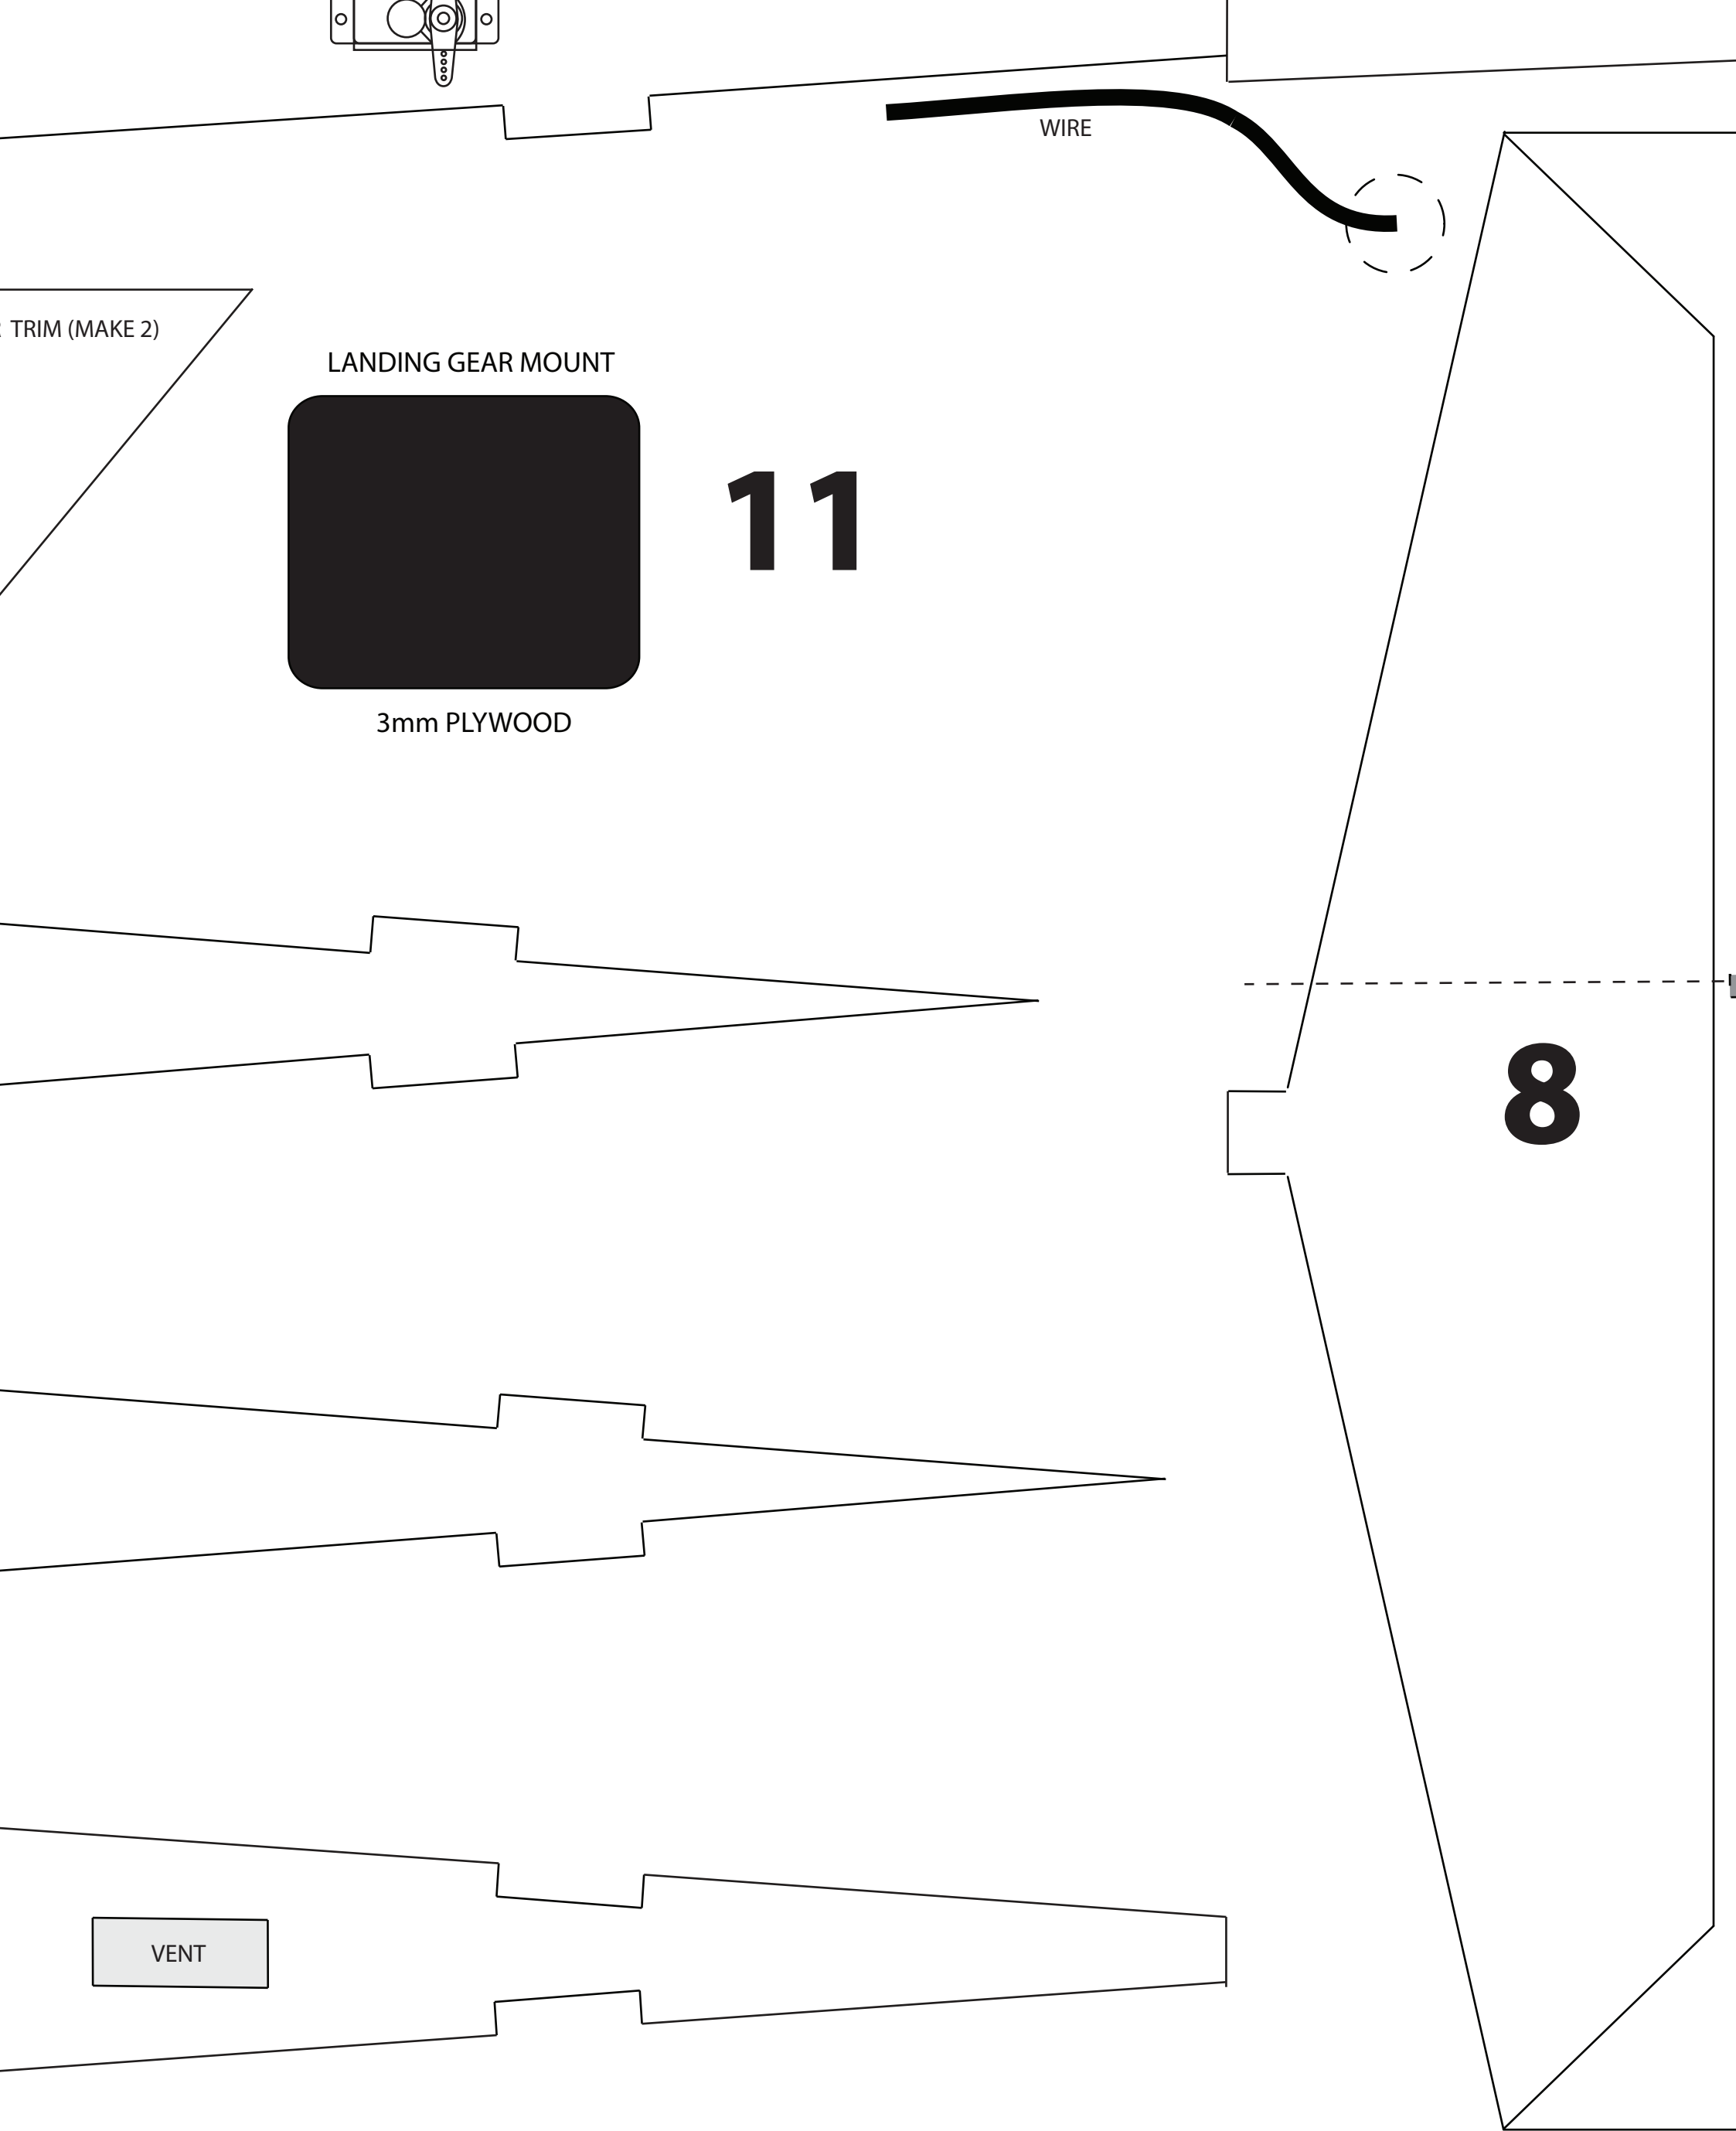 WIRE
TRIM (MAKE 2)
LANDING GEAR MOUNT
11
3mm PLYWOOD
8
VENT